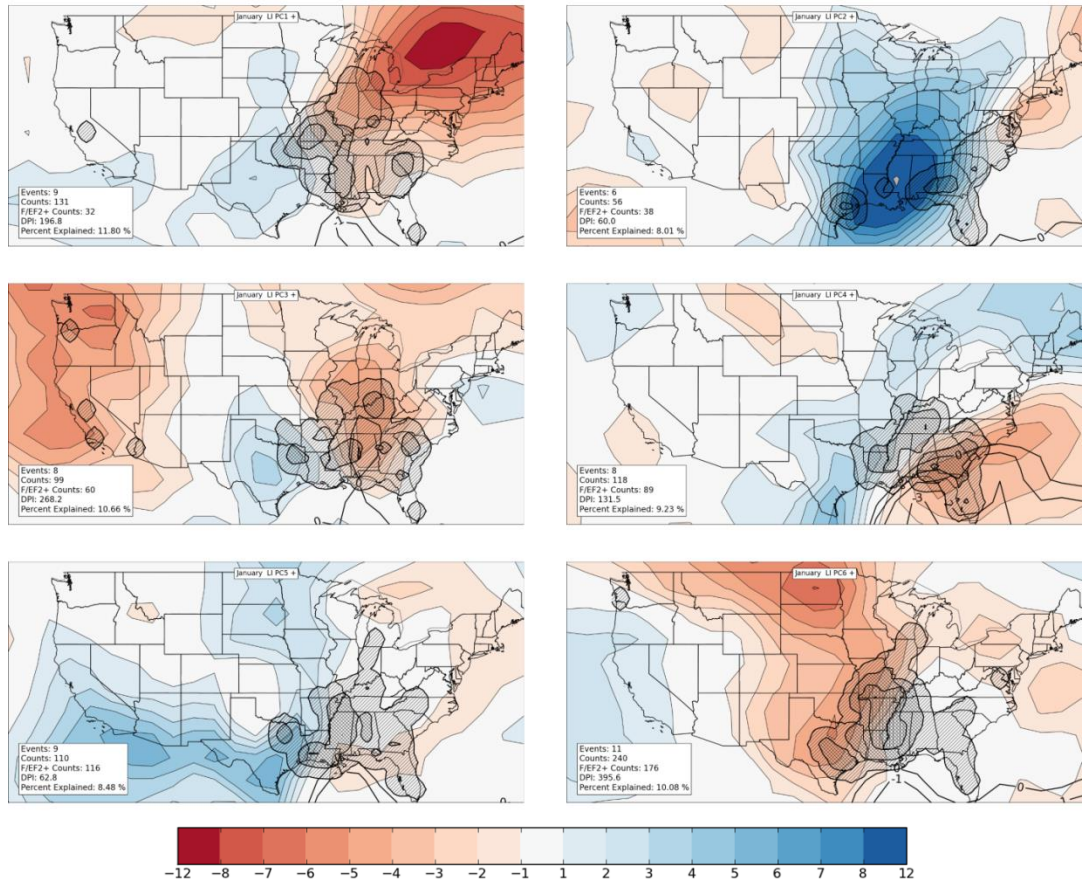 January LI PC1 +
Events: 9
Counts: 131
F/EF2+ Counts: 32
DPI: 196.8
Percent Explained: 11.80 %
January LI PC2 +
Events: 6
Counts: 56
F/EF2+ Counts: 38
DPI: 60.0
Percent Explained: 8.01 %
0
January LI PC3 +
Events: 8
Counts: 99
F/EF2+ Counts: 60
DPI: 268.2
Percent Explained: 10.66 %
0
January LI PC4 +
Events: 8
Counts: 118
F/EF2+ Counts: 89
DPI: 131.5
Percent Explained: 9.23 %
-3
January LI PC5 +
Events: 9
Counts: 110
F/EF2+ Counts: 116
DPI: 62.8
Percent Explained: 8.48 %
0
January LI PC6 +
Events: 11
Counts: 240
F/EF2+ Counts: 176
DPI: 395.6
Percent Explained: 10.08 %
-1
0
−12 −8 −7 −6 −5 −4 −3 −2 −1 1 2 3 4 5 6 7 8 12